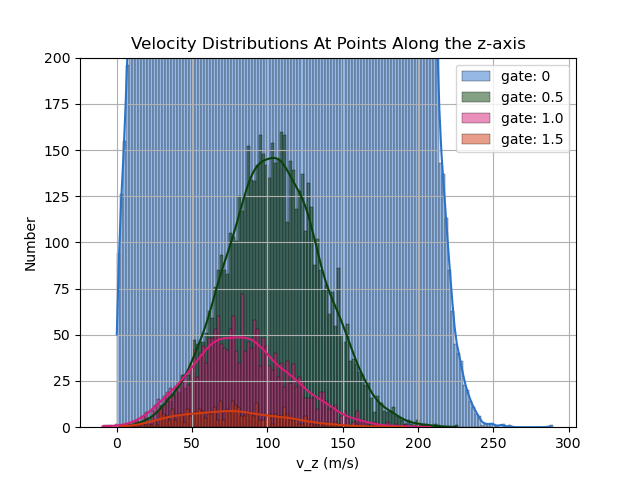 Velocity Distributions At Points Along the z-axis
gate: 0
gate: 0.5
gate: 1.0
gate: 1.5
Number
200
175
150
125
100
75
50
25
0
0
50
100
150
200
250
300
v_z (m/s)